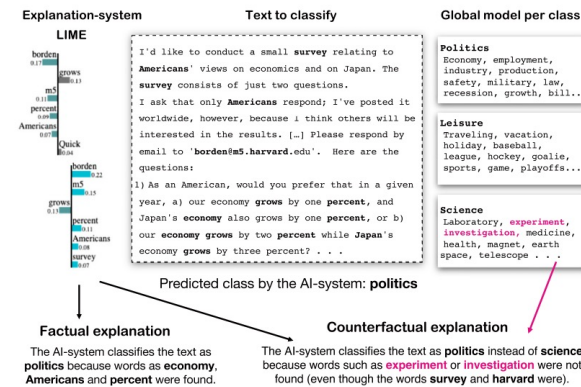 Explanation-system
LIME
borden
0.17
grows
0.13
m5
0.11
percent
0.09
Americans
0.07
Quick
0.04
borden
0.22
m5
0.15
grows
0.13
percent
0.11
Americans
0.08
survey
0.07
Text to classify
I'd like to conduct a small survey relating to
Americans' views on economics and on Japan. The
survey consists of just two questions.
I ask that only Americans respond; I've posted it
worldwide, however, because i think others will be
interested in the results. […] Please respond by
email to 'borden@m5.harvard.edu'. Here are the
questions:
1) As an American, would you prefer that in a given
year, a) our economy grows by one percent, and
Japan's economy also grows by one percent, or b)
our economy grows by two percent while Japan's
economy grows by three percent? . . .
Predicted class by the AI-system: politics
Global model per class
Politics
Economy, employment,
industry, production,
safety, military, law,
recession, growth, bill..
Leisure
Traveling, vacation,
holiday, baseball,
league, hockey, goalie,
sports, game, playoffs...
Science
Laboratory, experiment,
investigation, medicine,
health, magnet, earth
space, telescope . . .
Factual explanation
The AI-system classifies the text as
politics because words as economy,
Americans and percent were found.
Counterfactual explanation
The AI-system classifies the text as politics instead of science
because words such as experiment or investigation were not
found (even though the words survey and harvard were).